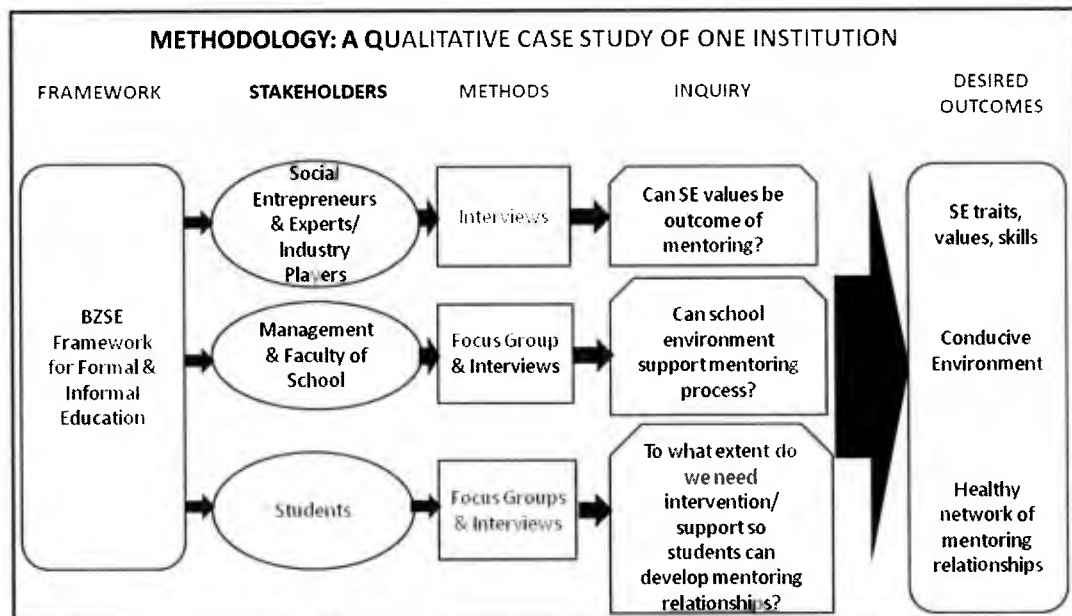 METHODOLOGY: A QUALITATIVE CASE STUDY OF ONE INSTITUTION
FRAMEWORK
STAKEHOLDERS
METHODS
INQUIRY
DESIRED
OUTCOMES
BZSE
Framework
for Formal &
Informal
Education
Social
Entrepreneurs
& Experts/
Industry
Players
Interviews
Can SE values be
outcome of
mentoring?
SE traits,
values, skills
Management
& Faculty of
School
Focus Group
& Interviews
Can school
environment
support mentoring
process?
Conducive
Environment
Students
Focus Groups
& Interviews
To what extent do
we need
intervention/
support so
students can
develop mentoring
relationships?
Healthy
network of
mentoring
relationships